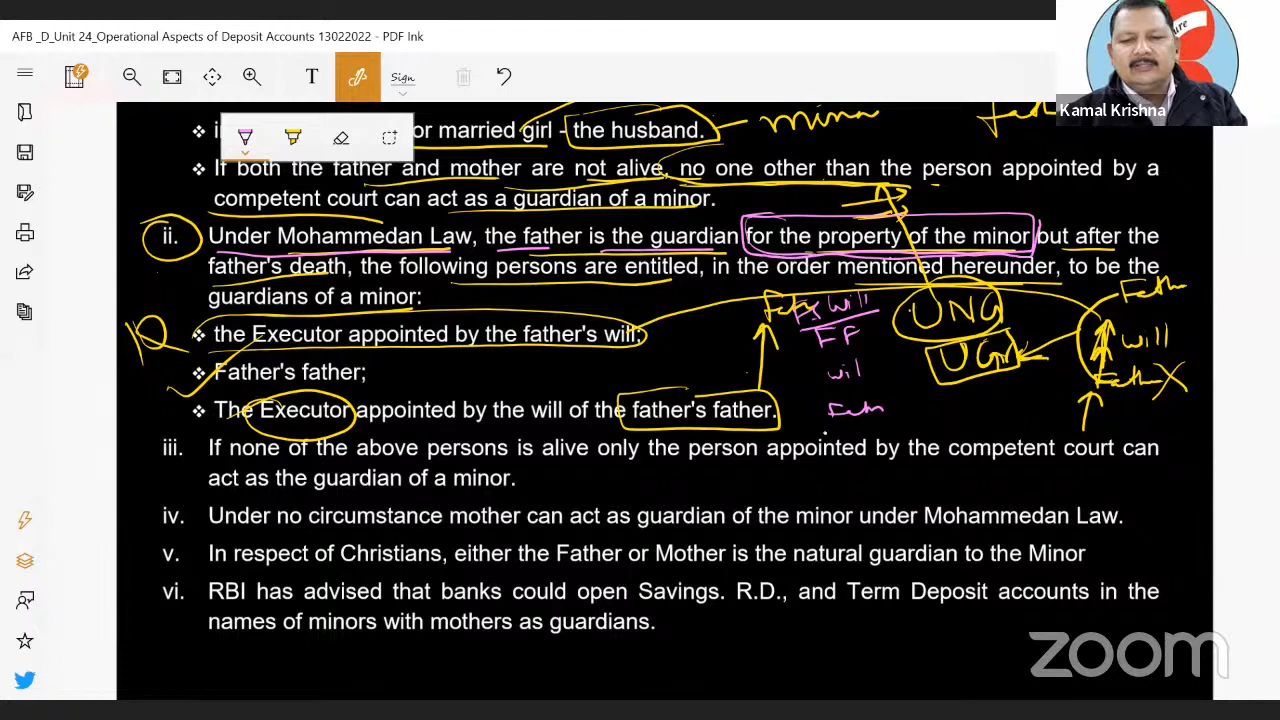 AFB _D_Unit 24_Operational Aspects of Deposit Accounts 13022022 - PDF Ink
Sign
Kamal Krishna
or married girl - the husband.
mino
❖ If both the father and mother are not alive, no one other than the person appointed by a
competent court can act as a guardian of a minor.
ii. Under Mohammedan Law, the father is the guardian for the property of the minor but after the
father's death, the following persons are entitled, in the order mentioned hereunder, to be the
guardians of a minor:
❖ the Executor appointed by the father's will;
❖ Father's father;
❖ The Executor appointed by the will of the father's father.
will
FF
wil
UNG
will
iii. If none of the above persons is alive only the person appointed by the competent court can
act as the guardian of a minor.
iv. Under no circumstance mother can act as guardian of the minor under Mohammedan Law.
v. In respect of Christians, either the Father or Mother is the natural guardian to the Minor
vi. RBI has advised that banks could open Savings. R.D., and Term Deposit accounts in the
names of minors with mothers as guardians.
zoom